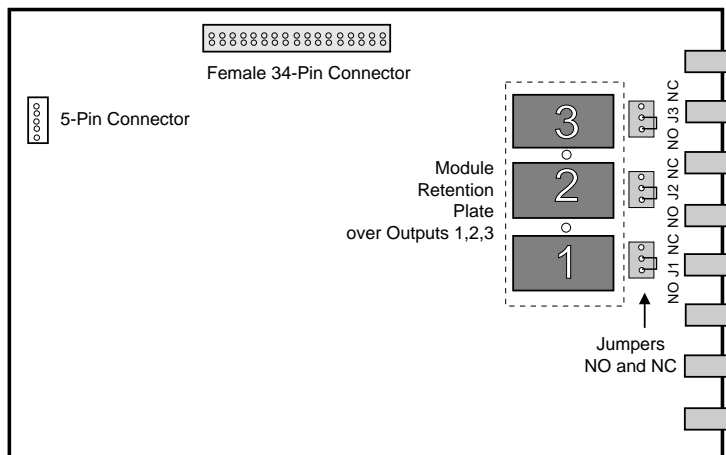 Female 34-Pin Connector
5-Pin Connector
Module
Retention
Plate
over Outputs 1,2,3
3
2
1
NO J3 NC
NO J2 NC
NO J1 NC
Jumpers
NO and NC